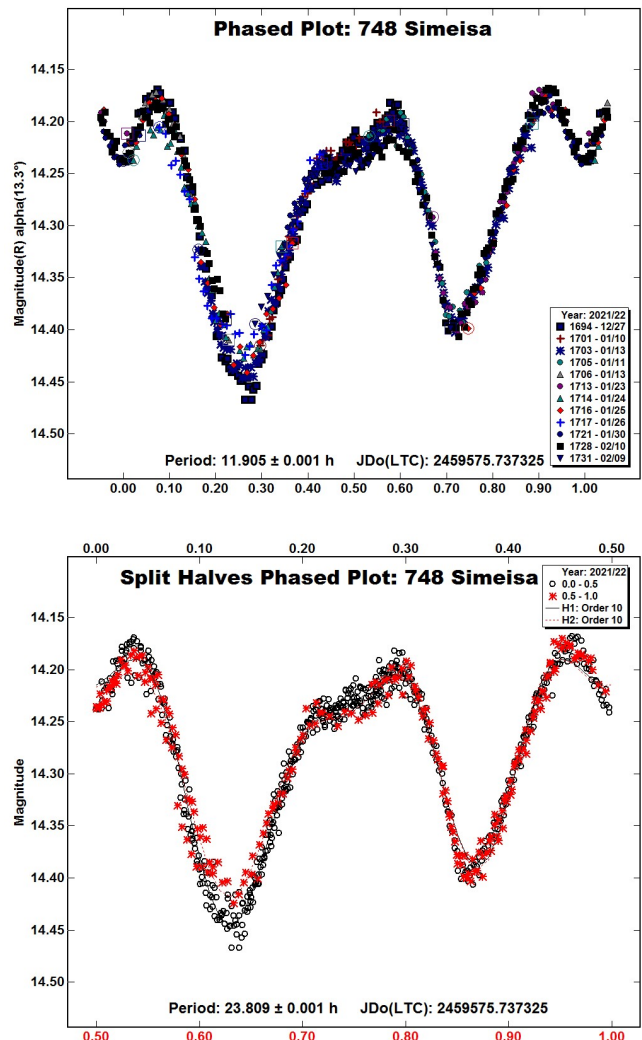 Phased Plot: 748 Simeisa
14.15
14.20
14.25
14.30
14.35
14.40
14.45
14.50
Magnitude(R) alpha(13.3°)
Year: 2021/22
1694 - 12/27
1701 - 01/10
1703 - 01/13
1705 - 01/11
1706 - 01/13
1713 - 01/23
1714 - 01/24
1716 - 01/25
1717 - 01/26
1721 - 01/30
1728 - 02/10
1731 - 02/09
Period: 11.905 ± 0.001 h JDo(LTC): 2459575.737325
0.00 0.10 0.20 0.30 0.40 0.50 0.60 0.70 0.80 0.90 1.00
0.00 0.10 0.20 0.30 0.40 0.50
Split Halves Phased Plot: 748 Simeisa
Year: 2021/22
0.0 - 0.5
0.5 - 1.0
H1: Order 10
H2: Order 10
14.15
14.20
14.25
14.30
14.35
14.40
14.45
14.50
Magnitude
Period: 23.809 ± 0.001 h JDo(LTC): 2459575.737325
0.50 0.60 0.70 0.80 0.90 1.00